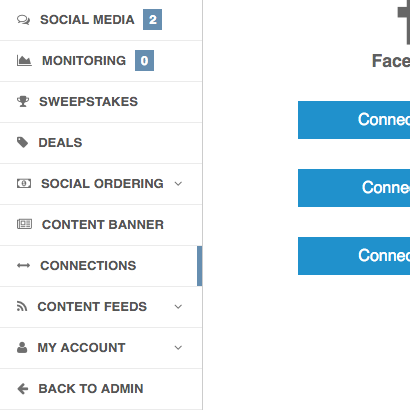 SOCIAL MEDIA 2
MONITORING 0
SWEEPSTAKES
DEALS
SOCIAL ORDERING
CONTENT BANNER
CONNECTIONS
CONTENT FEEDS
MY ACCOUNT
BACK TO ADMIN
Face
Connec
Conne
Connec